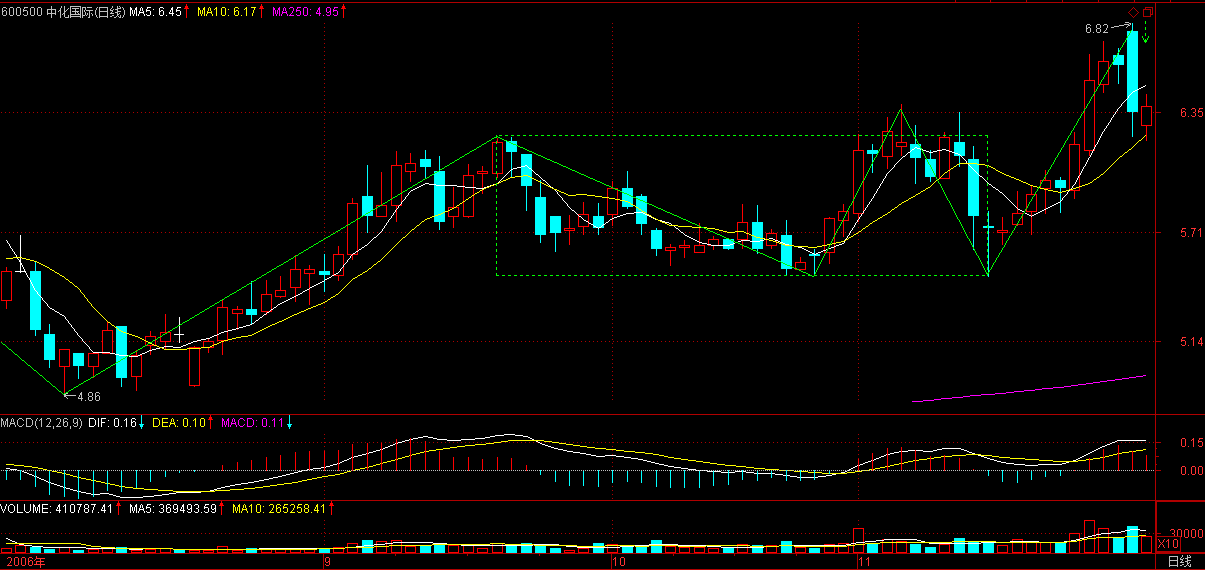 600500 中化国际(日线) MA5: 6.45↑ MA10: 6.17↑ MA250: 4.95↑
6.82
6.35
5.71
5.14
4.86
MACD(12,26,9) DIF: 0.16↓ DEA: 0.10↑ MACD: 0.11↓
0.15
0.00
VOLUME: 410787.41↑ MA5: 369493.59↑ MA10: 265258.41↑
30000
X10
2006年 9 10 11 日线